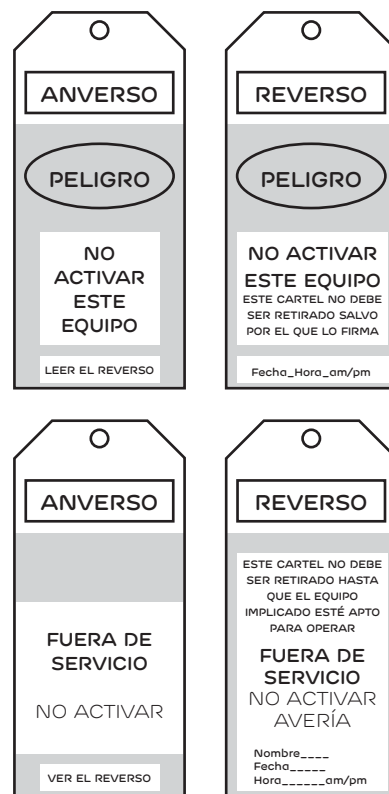 ANVERSO
PELIGRO
NO
ACTIVAR
ESTE
EQUIPO
LEER EL REVERSO
REVERSO
PELIGRO
NO ACTIVAR
ESTE EQUIPO
ESTE CARTEL NO DEBE
SER RETIRADO SALVO
POR EL QUE LO FIRMA
Fecha_Hora_am/pm
ANVERSO
FUERA DE
SERVICIO
NO ACTIVAR
VER EL REVERSO
REVERSO
ESTE CARTEL NO DEBE
SER RETIRADO HASTA
QUE EL EQUIPO
IMPLICADO ESTÉ APTO
PARA OPERAR
FUERA DE
SERVICIO
NO ACTIVAR
AVERÍA
Nombre____
Fecha_____
Hora______am/pm